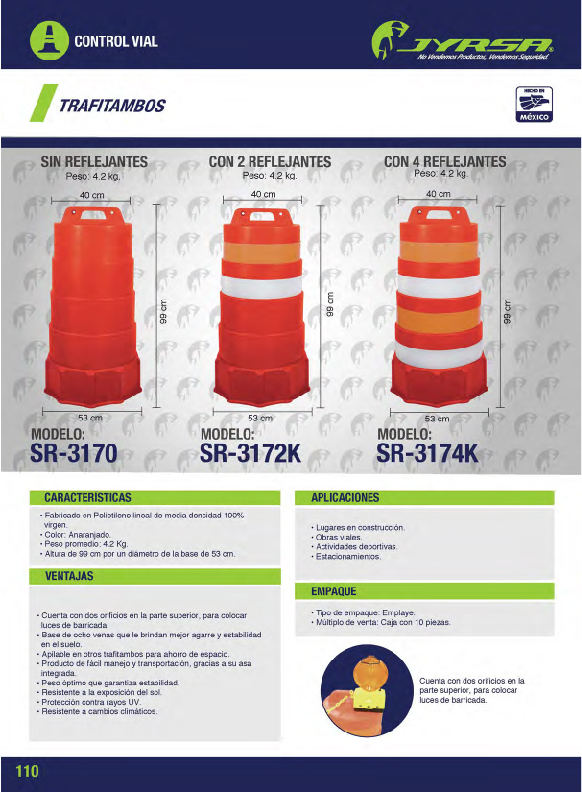 CONTROL VIAL
JYRSA®
No Vendemos Productos, Vendemos Seguridad.
TRAFITAMBOS
HECHO EN
MÉXICO
SIN REFLEJANTES
Peso: 4.2 kg.
40 cm
99 cm
53 cm
MODELO:
SR-3170
CON 2 REFLEJANTES
Peso: 4.2 kg.
40 cm
99 cm
53 cm
MODELO:
SR-3172K
CON 4 REFLEJANTES
Peso: 4.2 kg.
40 cm
99 cm
53 cm
MODELO:
SR-3174K
CARACTERISTICAS
• Fabricado en Polietileno lineal de media densidad 100%
virgen.
• Color: Anaranjado.
• Peso promedio: 4.2 Kg.
• Altura de 99 cm por un diámetro de la base de 53 cm.
VENTAJAS
• Cuenta con dos orificios en la parte superior, para colocar
luces de barricada
• Base de ocho venas que le brindan mejor agarre y estabilidad
en el suelo.
• Apilable en otros trafitambos para ahorro de espacio.
• Producto de fácil manejo y transportación, gracias a su asa
integrada.
• Peso óptimo que garantiza estabilidad.
• Resistente a la exposición del sol.
• Protección contra rayos UV.
• Resistente a cambios climáticos.
APLICACIONES
• Lugares en construcción.
• Obras viales.
• Actividades deportivas.
• Estacionamientos.
EMPAQUE
• Tipo de empaque: Emplaye.
• Múltiplo de venta: Caja con 10 piezas.
Cuenta con dos orificios en la
parte superior, para colocar
luces de barricada.
110